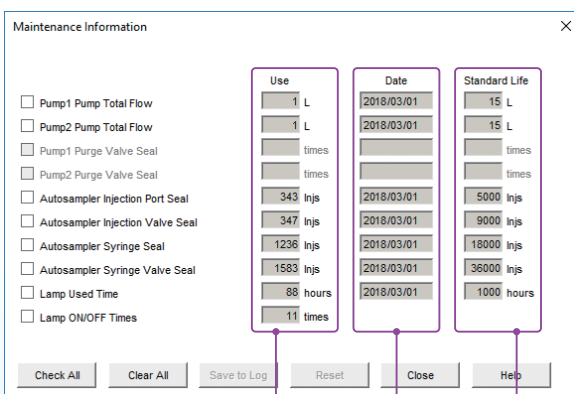 Maintenance Information
Use Date Standard Life
Pump1 Pump Total Flow 1 L 2018/03/01 15 L
Pump2 Pump Total Flow 1 L 2018/03/01 15 L
Pump1 Purge Valve Seal times times
Pump2 Purge Valve Seal times times
Autosampler Injection Port Seal 343 Injs 2018/03/01 5000 Injs
Autosampler Injection Valve Seal 347 Injs 2018/03/01 9000 Injs
Autosampler Syringe Seal 1236 Injs 2018/03/01 18000 Injs
Autosampler Syringe Valve Seal 1583 Injs 2018/03/01 36000 Injs
Lamp Used Time 88 hours 2018/03/01 1000 hours
Lamp ON/OFF Times 11 times
Check All Clear All Save to Log Reset Close Help